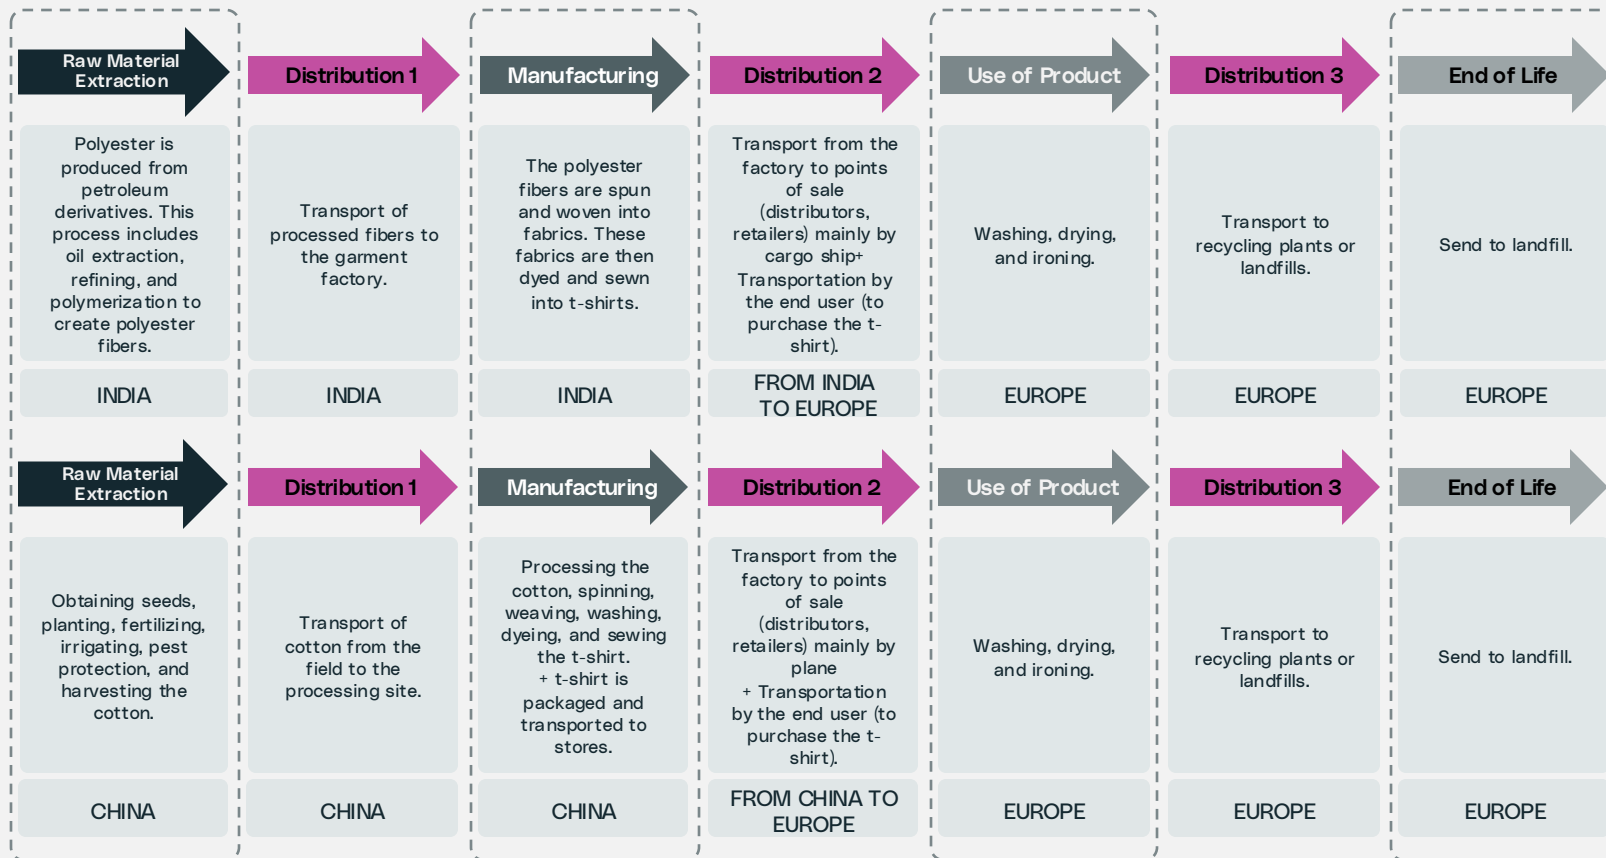 Raw Material
Extraction
Distribution 1
Manufacturing
Distribution 2
Use of Product
Distribution 3
End of Life
Polyester is
produced from
petroleum
derivatives. This
process includes
oil extraction,
refining, and
polymerization to
create polyester
fibers.
Transport of
processed fibers to
the garment
factory.
The polyester
fibers are spun
and woven into
fabrics. These
fabrics are then
dyed and sewn
into t-shirts.
Transport from the
factory to points
of sale
(distributors,
retailers) mainly by
cargo ship+
Transportation by
the end user (to
purchase the t-
shirt).
Washing, drying,
and ironing.
Transport to
recycling plants or
landfills.
Send to landfill.
INDIA
INDIA
INDIA
FROM INDIA
TO EUROPE
EUROPE
EUROPE
EUROPE
Raw Material
Extraction
Distribution 1
Manufacturing
Distribution 2
Use of Product
Distribution 3
End of Life
Obtaining seeds,
planting, fertilizing,
irrigating, pest
protection, and
harvesting the
cotton.
Transport of
cotton from the
field to the
processing site.
Processing the
cotton, spinning,
weaving, washing,
dyeing, and sewing
the t-shirt.
+ t-shirt is
packaged and
transported to
stores.
Transport from the
factory to points
of sale
(distributors,
retailers) mainly by
plane
+ Transportation
by the end user (to
purchase the t-
shirt).
Washing, drying,
and ironing.
Transport to
recycling plants or
landfills.
Send to landfill.
CHINA
CHINA
CHINA
FROM CHINA TO
EUROPE
EUROPE
EUROPE
EUROPE